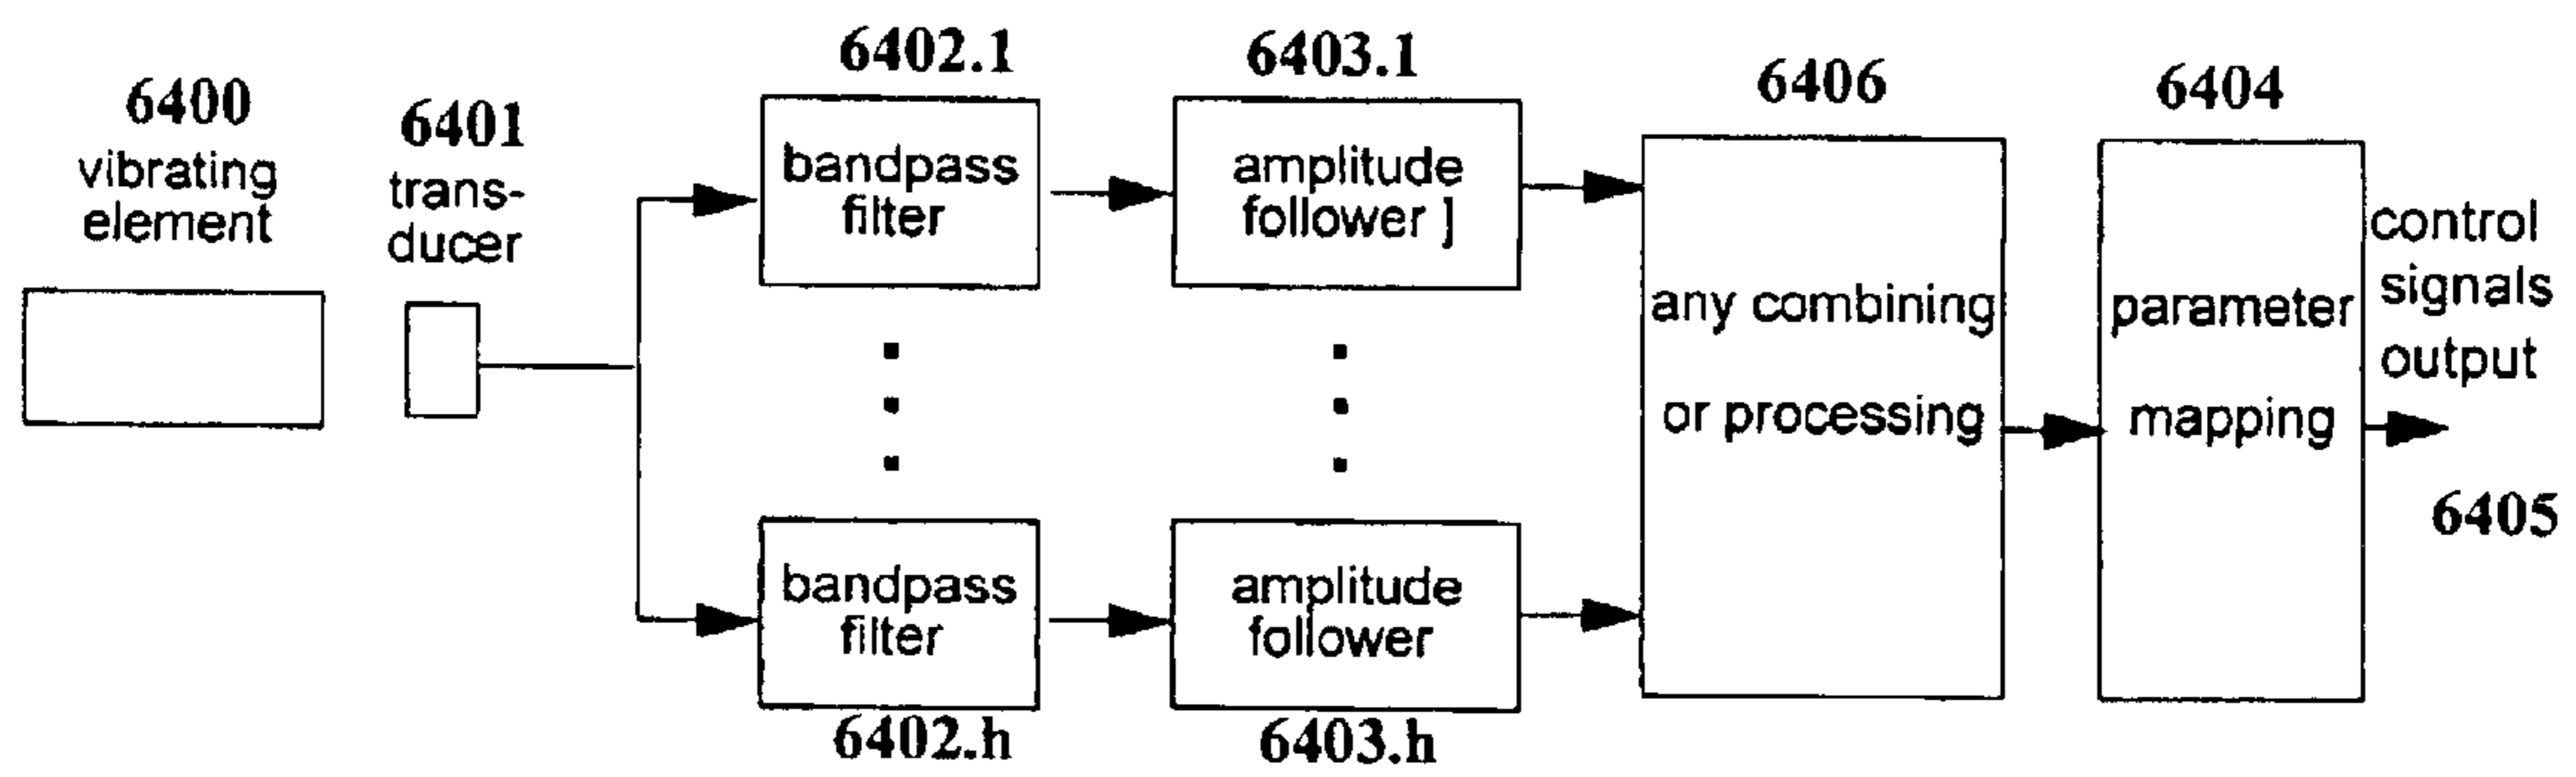 6400
vibrating
element
6401
trans-
ducer
6402.1
bandpass
filter
6403.1
amplitude
follower ]
6406
any combining
or processing
6404
parameter
mapping
control
signals
output
6405
bandpass
filter
6402.h
amplitude
follower
6403.h